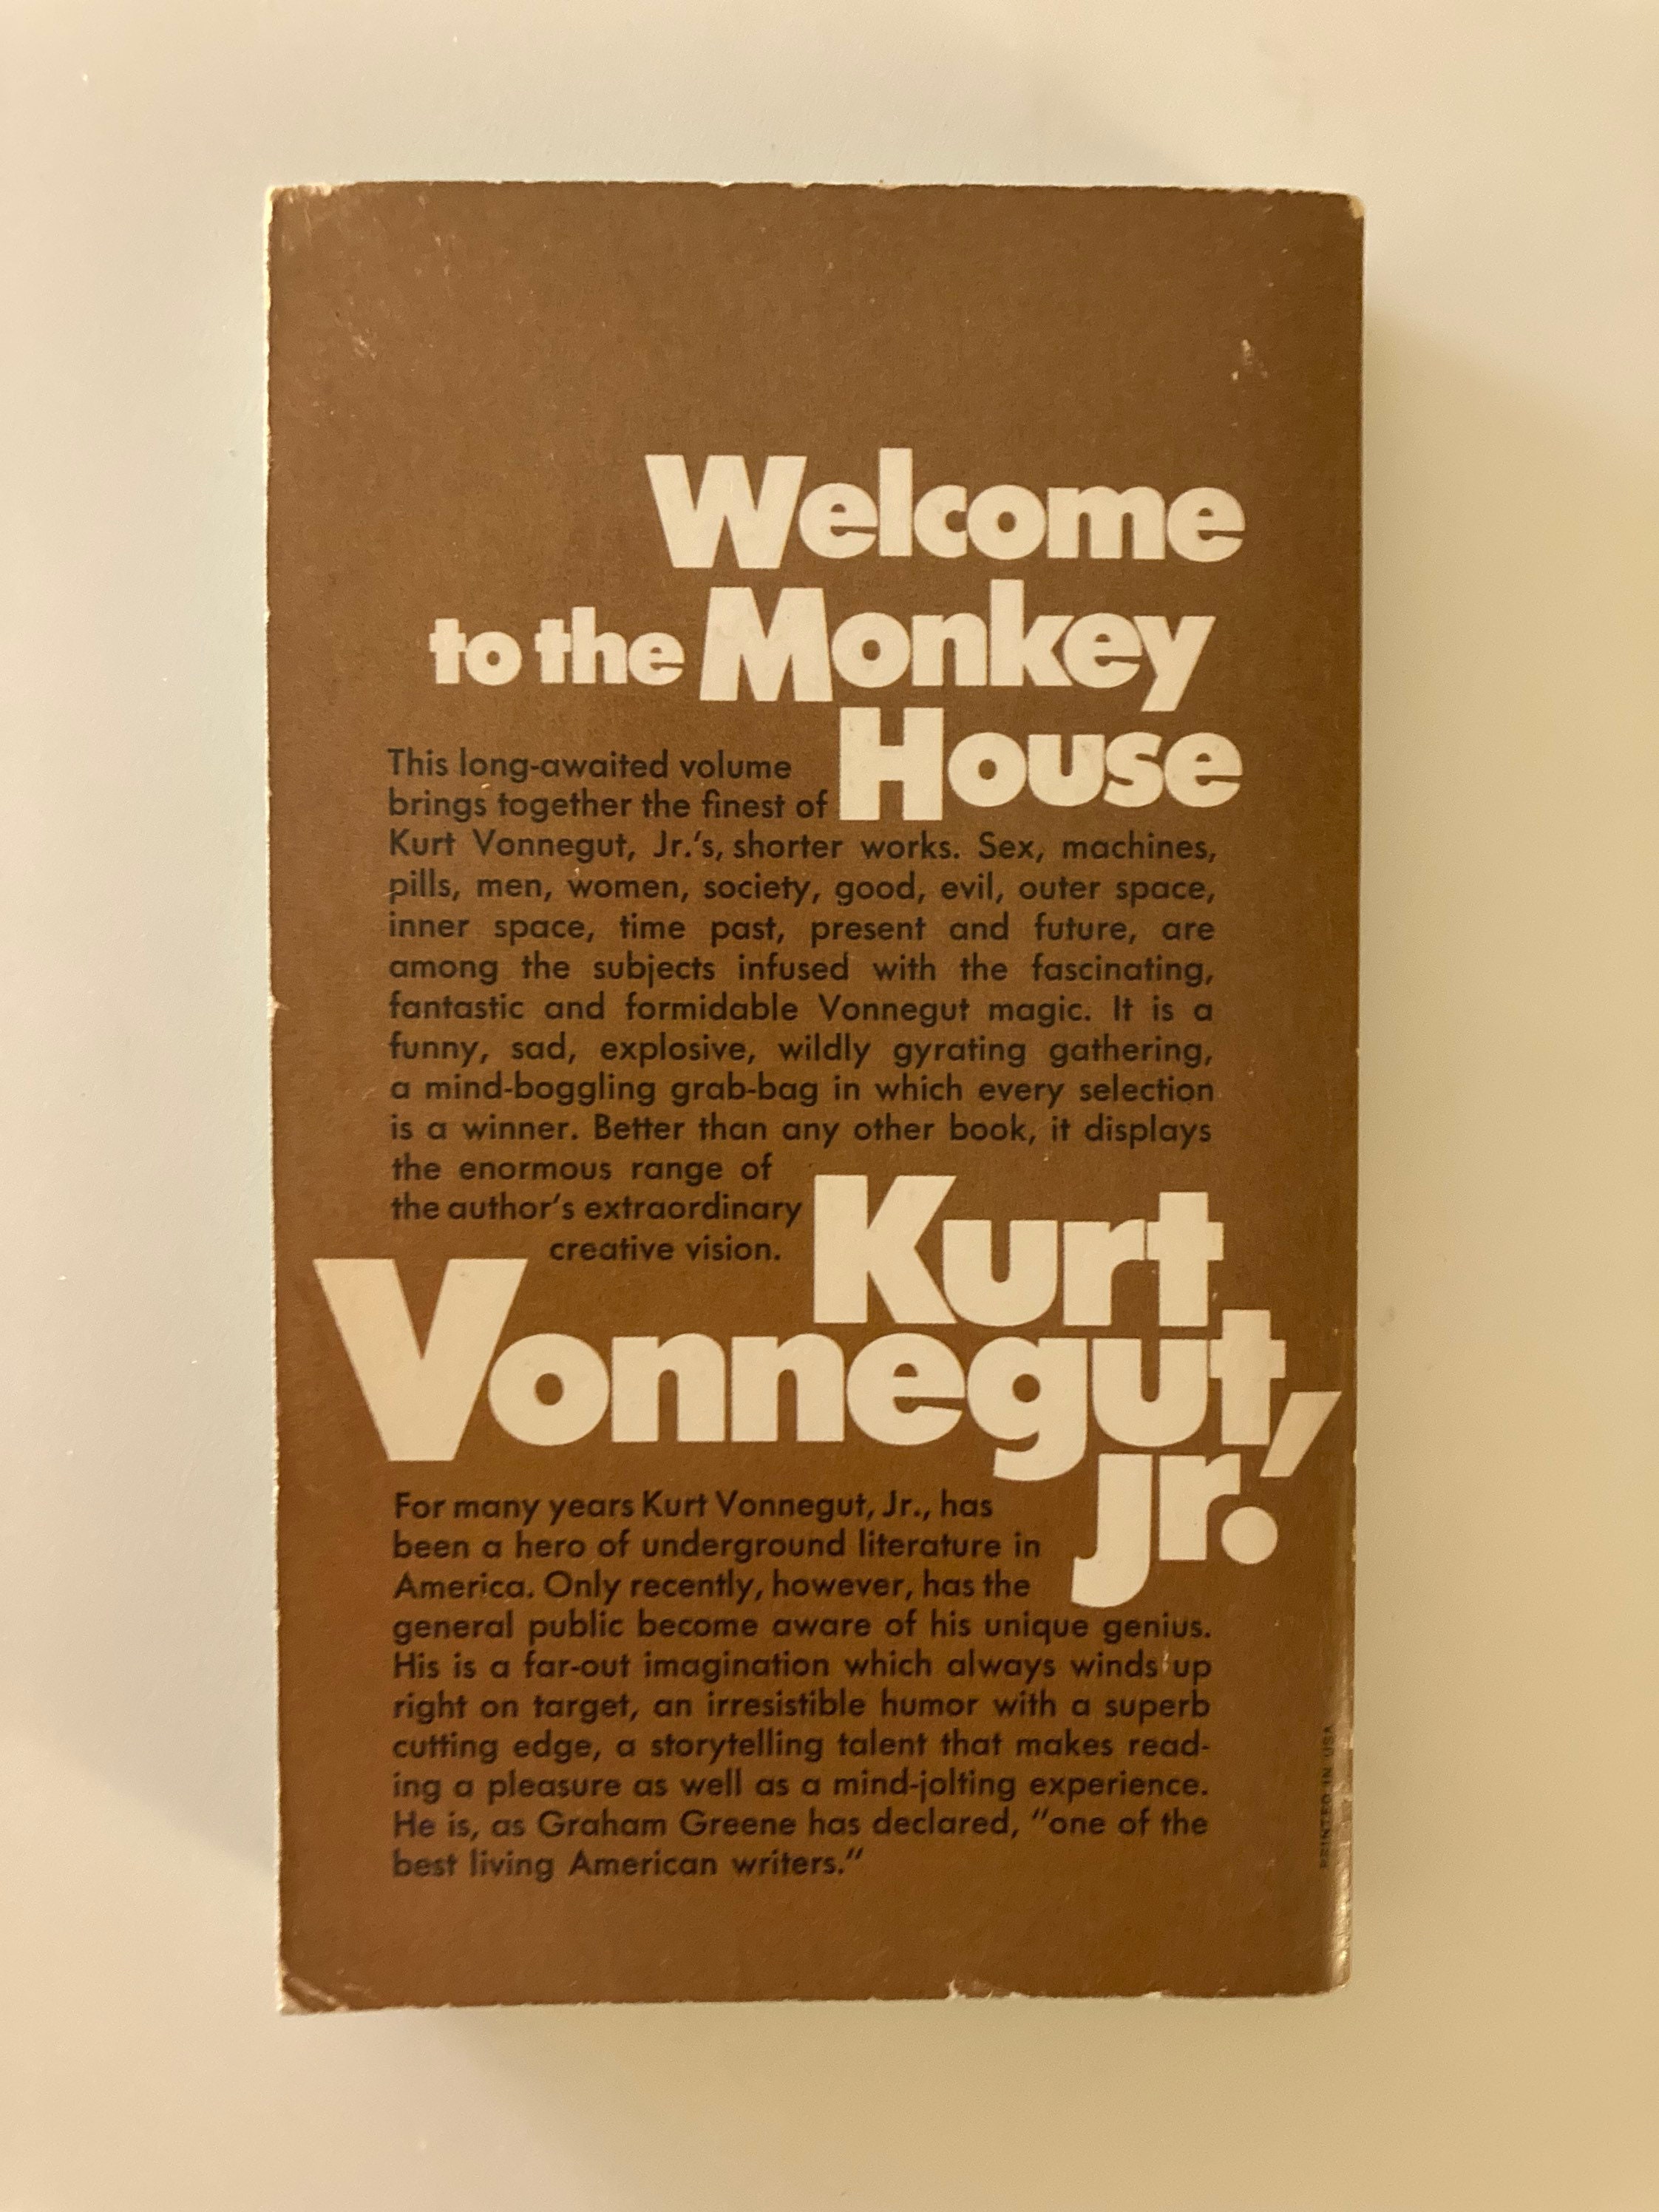 Welcome
to the Monkey
House
This long-awaited volume
brings together the finest of
Kurt Vonnegut, Jr.'s, shorter works. Sex, machines,
pills, men, women, society, good, evil, outer space,
inner space, time past, present and future, are
among the subjects infused with the fascinating,
fantastic and formidable Vonnegut magic. It is a
funny, sad, explosive, wildly gyrating gathering,
a mind-boggling grab-bag in which every selection
is a winner. Better than any other book, it displays
the enormous range of
the author's extraordinary
creative vision.
Kurt
Vonnegut,
jr.
For many years Kurt Vonnegut, Jr., has
been a hero of underground literature in
America. Only recently, however, has the
general public become aware of his unique genius.
His is a far-out imagination which always winds up
right on target, an irresistible humor with a superb
cutting edge, a storytelling talent that makes read-
ing a pleasure as well as a mind-jolting experience.
He is, as Graham Greene has declared, "one of the
best living American writers."
PRINTED IN USA